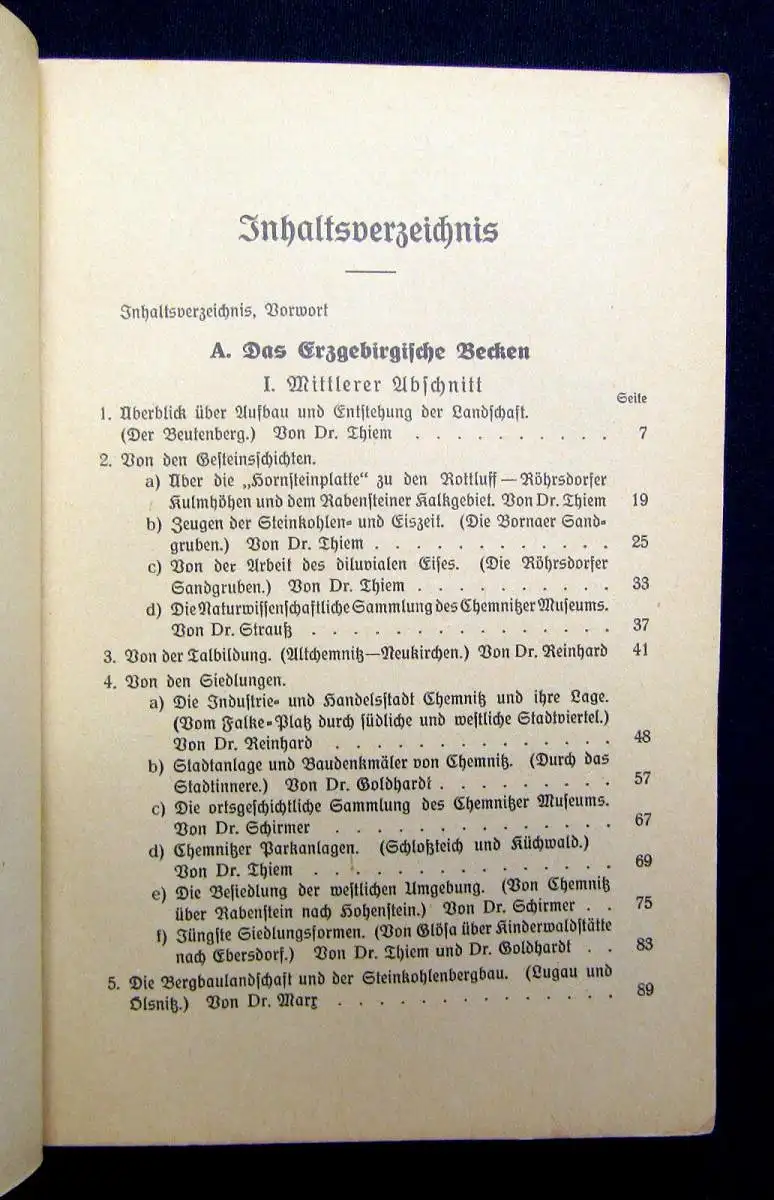 Inhaltsverzeichnis
Inhaltsverzeichnis, Vorwort
A. Das Erzgebirgische Becken
I. Mittlerer Abschnitt
Seite
1. Überblick über Aufbau und Entstehung der Landschaft.
(Der Beutenberg.) Von Dr. Thiem . . . . . . . . . . 7
2. Von den Gesteinsschichten.
a) Über die „Hornsteinplatte“ zu den Rottluff—Röhrsdorfer
Kulmhöhen und dem Rabensteiner Kalkgebiet. Von Dr. Thiem 19
b) Zeugen der Steinkohlen- und Eiszeit. (Die Bornaer Sand-
gruben.) Von Dr. Thiem . . . . . . . . . . . . 25
c) Von der Arbeit des diluvialen Eises. (Die Röhrsdorfer
Sandgruben.) Von Dr. Thiem . . . . . . . . . . 33
d) Die Naturwissenschaftliche Sammlung des Chemnitzer Museums.
Von Dr. Strauß . . . . . . . . . . . . . . . 37
3. Von der Talbildung. (Altchemnitz—Neukirchen.) Von Dr. Reinhard 41
4. Von den Siedlungen.
a) Die Industrie- und Handelsstadt Chemnitz und ihre Lage.
(Vom Falke-Platz durch südliche und westliche Stadtviertel.)
Von Dr. Reinhard . . . . . . . . . . . . . . 48
b) Stadtanlage und Baudenkmäler von Chemnitz. (Durch das
Stadtinnere.) Von Dr. Goldhardt . . . . . . . . . 57
c) Die ortsgeschichtliche Sammlung des Chemnitzer Museums.
Von Dr. Schirmer . . . . . . . . . . . . . . 67
d) Chemnitzer Parkanlagen. (Schloßteich und Küchwald.)
Von Dr. Thiem . . . . . . . . . . . . . . . 69
e) Die Besiedlung der westlichen Umgebung. (Von Chemnitz
über Rabenstein nach Hohenstein.) Von Dr. Schirmer . . 75
f) Jüngste Siedlungsformen. (Von Glösa über Kinderwaldstätte
nach Ebersdorf.) Von Dr. Thiem und Dr. Goldhardt . . 83
5. Die Bergbaulandschaft und der Steinkohlenbergbau. (Lugau und
Ölsnitz.) Von Dr. Marx . . . . . . . . . . . . . . 89